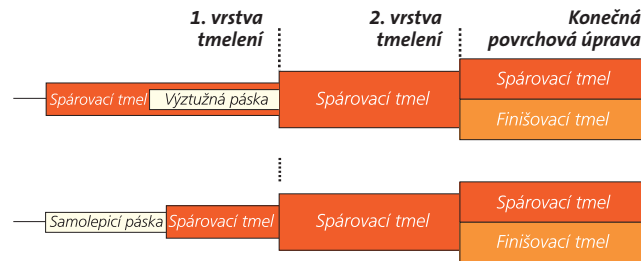 1. vrstva
tmelení
2. vrstva
tmelení
Konečná
povrchová úprava
Spárovací tmel
Výztužná páska
Spárovací tmel
Spárovací tmel
Finišovací tmel
Samolepicí páska
Spárovací tmel
Spárovací tmel
Spárovací tmel
Finišovací tmel